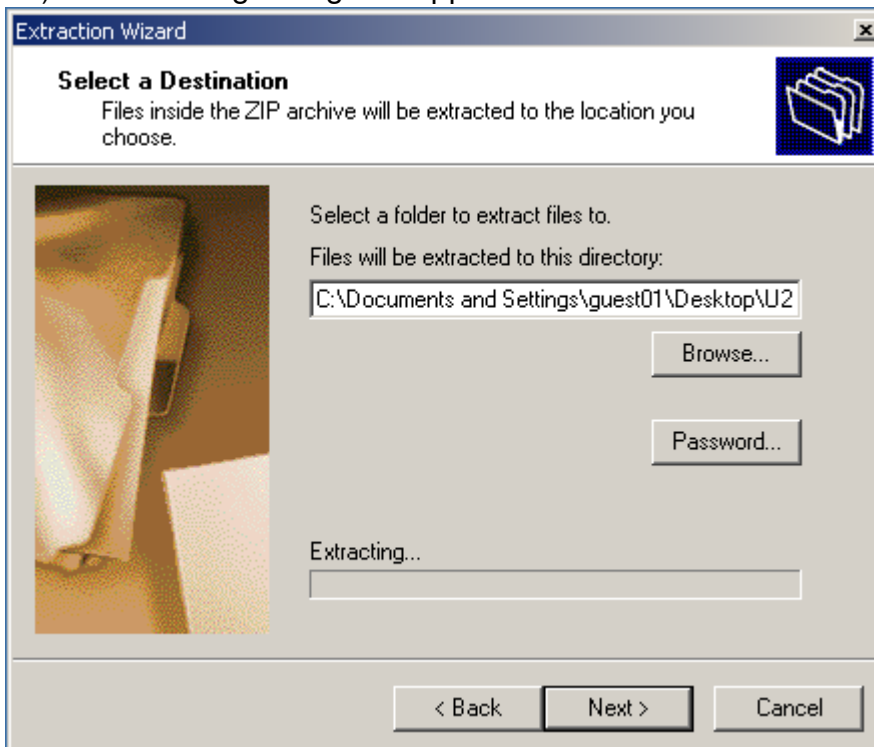 Extraction Wizard
Select a Destination
Files inside the ZIP archive will be extracted to the location you
choose.
Select a folder to extract files to.
Files will be extracted to this directory:
C:\Documents and Settings\guest01\Desktop\U2
Browse...
Password...
Extracting...
< Back Next > Cancel